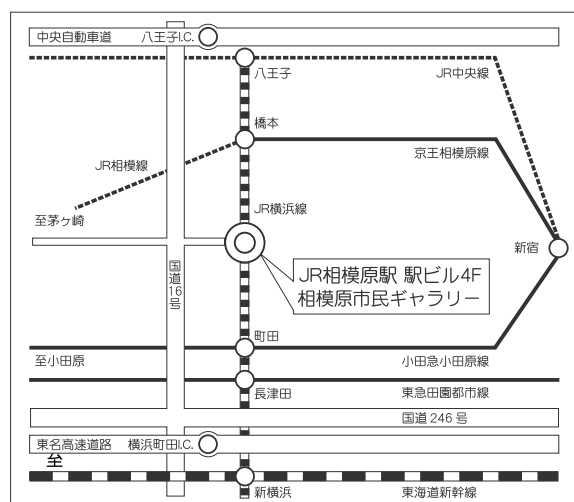 中央自動車道 八王子I.C.
八王子
JR中央線
橋本
JR相模線
京王相模原線
至茅ヶ崎
JR横浜線
新宿
国道16号
JR相模原駅 駅ビル4F
相模原市民ギャラリー
町田
至小田原
小田急小田原線
長津田
東急田園都市線
国道246号
東名高速道路 横浜町田I.C.
至
新横浜
東海道新幹線